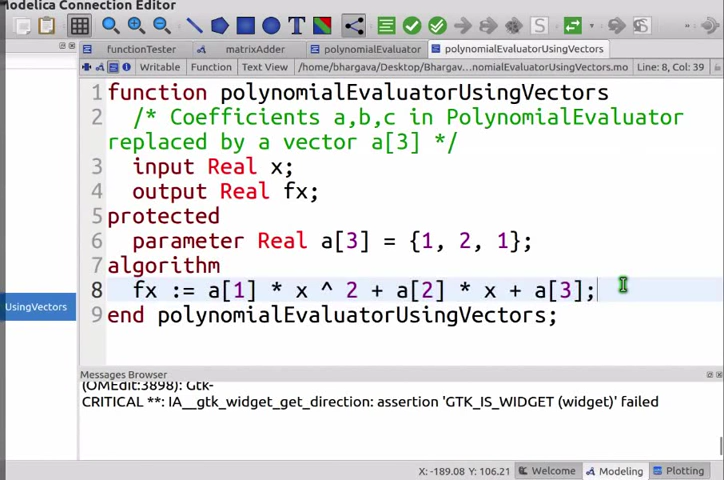 Modelica Connection Editor
functionTester
matrixAdder
polynomialEvaluator
polynomialEvaluatorUsingVectors
Writable
Function
Text View
/home/bhargava/Desktop/Bhargav...nomialEvaluatorUsingVectors.mo
Line: 8, Col: 39
1 function polynomialEvaluatorUsingVectors
2 /* Coefficients a,b,c in PolynomialEvaluator
replaced by a vector a[3] */
3 input Real x;
4 output Real fx;
5 protected
6 parameter Real a[3] = {1, 2, 1};
7 algorithm
8 fx := a[1] * x ^ 2 + a[2] * x + a[3];
9 end polynomialEvaluatorUsingVectors;
UsingVectors
Messages Browser
(OMEdit:3898): Gtk-
CRITICAL **: IA__gtk_widget_get_direction: assertion 'GTK_IS_WIDGET (widget)' failed
X: -189.08 Y: 106.21
Welcome
Modeling
Plotting